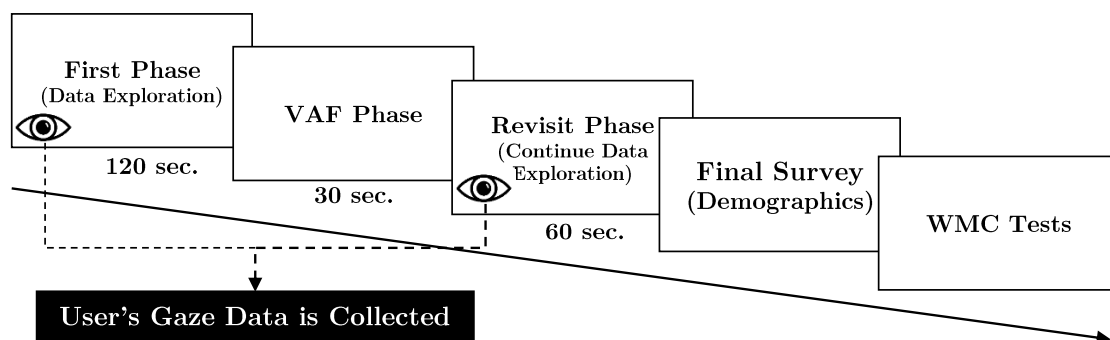 First Phase
(Data Exploration)
120 sec.
VAF Phase
30 sec.
Revisit Phase
(Continue Data
Exploration)
60 sec.
Final Survey
(Demographics)
WMC Tests
User's Gaze Data is Collected